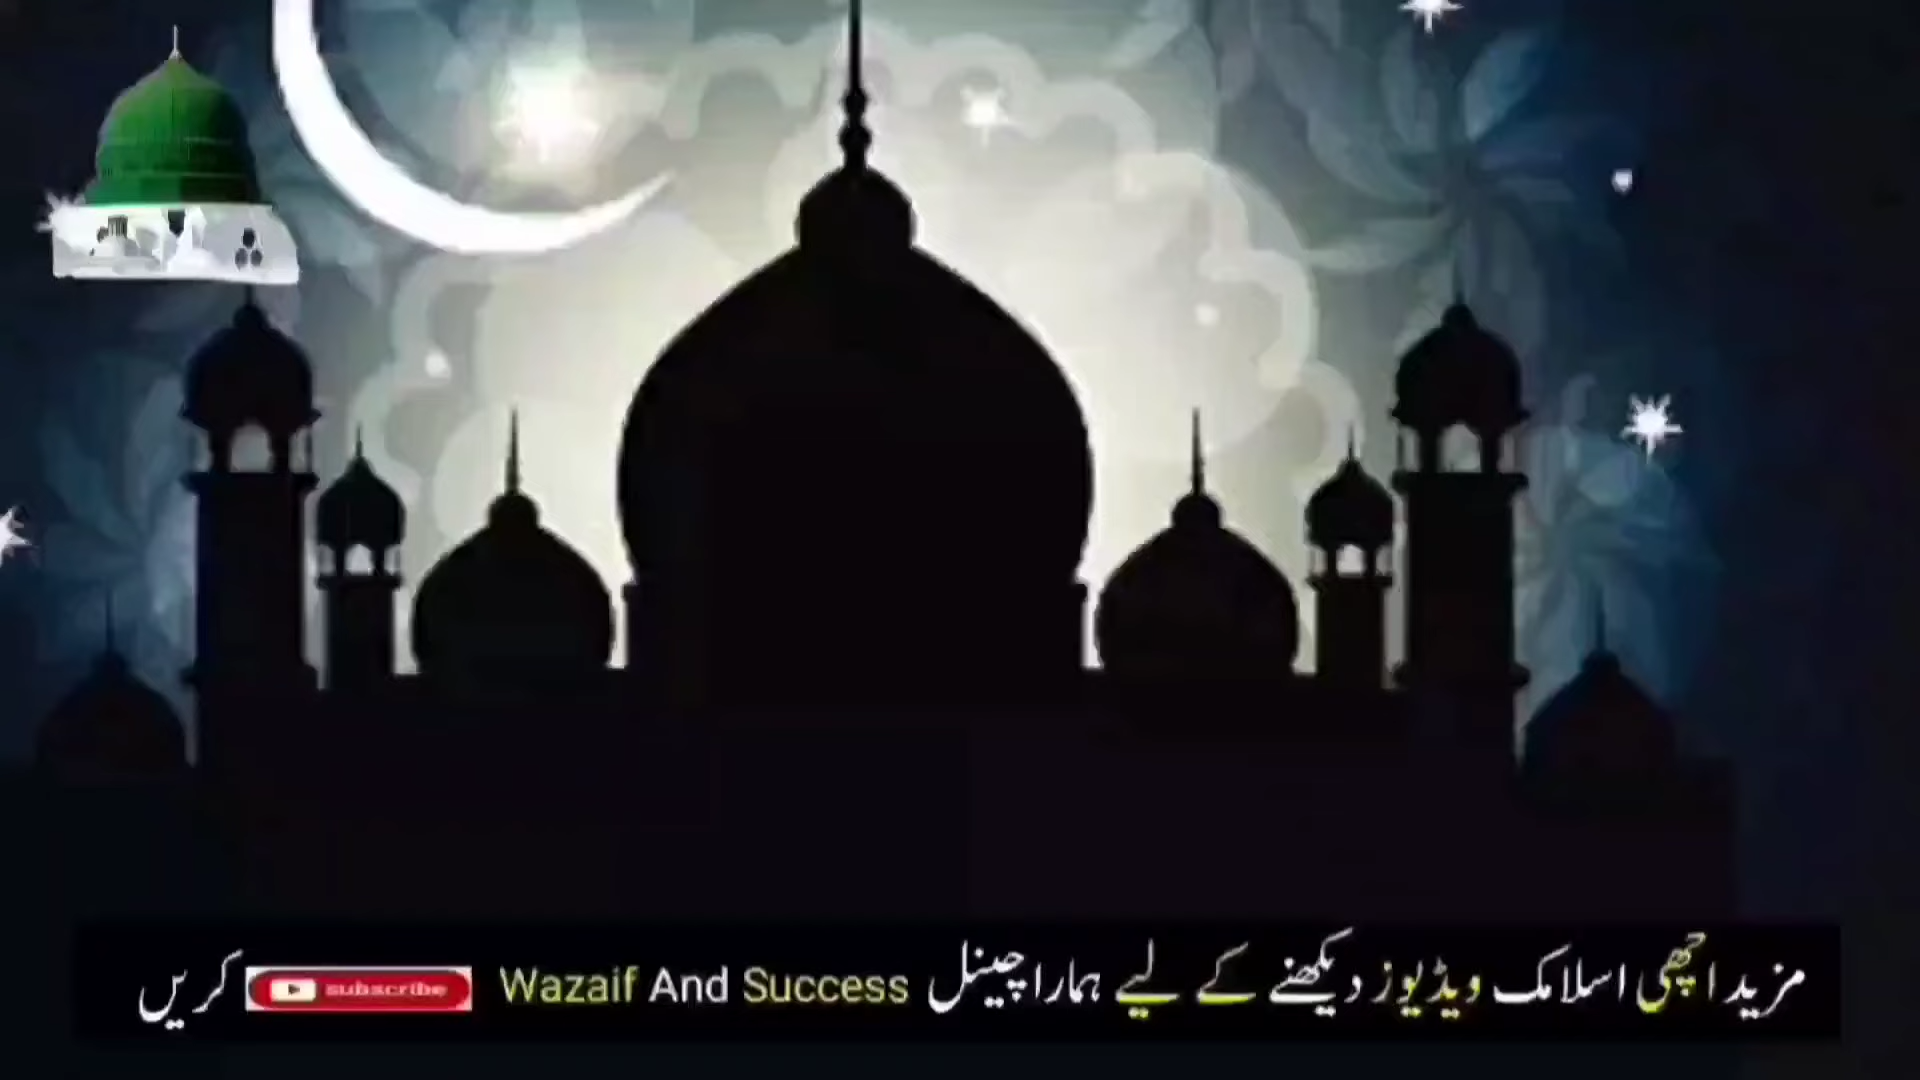 مزید اچھی اسلامک ویڈیوز دیکھنے کے لیے ہمارا چینل Wazaif And Success subscribe کریں